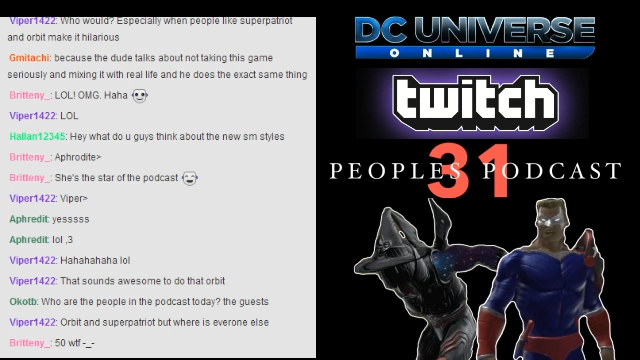 Viper1422: Who would? Especially when people like superpatriot
and orbit make it hilarious
Gmitachi: because the dude talks about not taking this game
seriously and mixing it with real life and he does the exact same thing
Britteny_: LOL! OMG. Haha
Viper1422: LOL
Hallan12345: Hey what do u guys think about the new sm styles
Britteny_: Aphrodite>
Britteny_: She's the star of the podcast
Viper1422: Viper>
Aphredit: yesssss
Aphredit: lol ,3
Viper1422: Hahahahaha lol
Viper1422: That sounds awesome to do that orbit
Okotb: Who are the people in the podcast today? the guests
Viper1422: Orbit and superpatriot but where is everone else
Britteny_: 50 wtf -_-
DC UNIVERSE
ONLINE
twitch
31
PEOPLES PODCAST